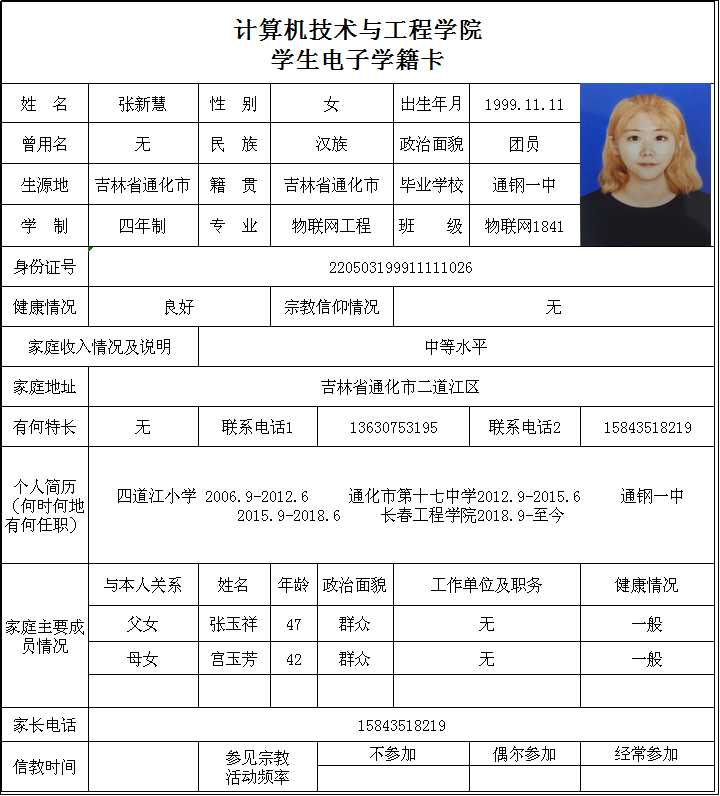 计算机技术与工程学院
学生电子学籍卡
姓 名 张新慧 性 别 女 出生年月 1999.11.11
曾用名 无 民 族 汉族 政治面貌 团员
生源地 吉林省通化市 籍 贯 吉林省通化市 毕业学校 通钢一中
学 制 四年制 专 业 物联网工程 班 级 物联网1841
身份证号 220503199911111026
健康情况 良好 宗教信仰情况 无
家庭收入情况及说明 中等水平
家庭地址 吉林省通化市二道江区
有何特长 无 联系电话1 13630753195 联系电话2 15843518219
个人简历
（何时何地
有何任职）
四道江小学 2006.9-2012.6 通化市第十七中学2012.9-2015.6 通钢一中
2015.9-2018.6 长春工程学院2018.9-至今
家庭主要成
员情况
与本人关系 姓名 年龄 政治面貌 工作单位及职务 健康情况
父女 张玉祥 47 群众 无 一般
母女 宫玉芳 42 群众 无 一般
家长电话 15843518219
信教时间
参见宗教
活动频率
不参加 偶尔参加 经常参加